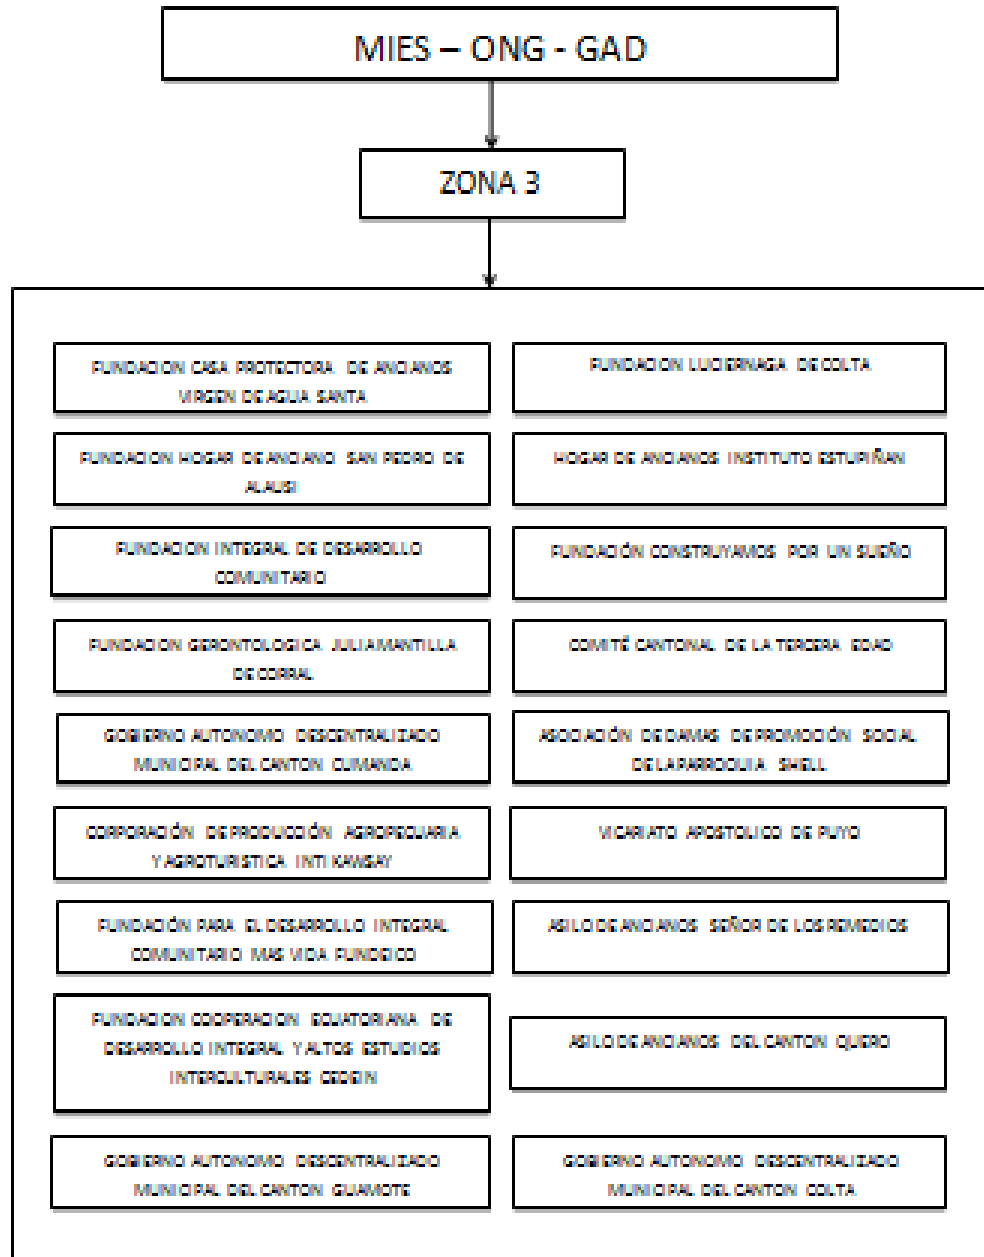 MIES – ONG - GAD
ZONA 3
FUNDACION CASA PROTECTORA DE ANCIANOS
VIRGEN DE AGUA SANTA
FUNDACION LUCIERNAGA DE COLTA
FUNDACION HOGAR DE ANCIANO SAN PEDRO DE
ALAUSI
HOGAR DE ANCIANOS INSTITUTO ESTUPIÑAN
FUNDACION INTEGRAL DE DESARROLLO
COMUNITARIO
FUNDACIÓN CONSTRUYAMOS POR UN SUEÑO
FUNDACION GERONTOLOGICA JULIA MANTILLA
DE CORRAL
COMITÉ CANTONAL DE LA TERCERA EDAD
GOBIERNO AUTONOMO DESCENTRALIZADO
MUNICIPAL DEL CANTON CUMANDA
ASOCIACIÓN DE DAMAS DE PROMOCIÓN SOCIAL
DE LA PARROQUIA SHELL
CORPORACIÓN DE PRODUCCIÓN AGROPECUARIA
Y AGROTURISTICA INTI KAWSAY
VICARIATO APOSTOLICO DE PUYO
FUNDACIÓN PARA EL DESARROLLO INTEGRAL
COMUNITARIO MAS VIDA FUNDEICO
ASILO DE ANCIANOS SEÑOR DE LOS REMEDIOS
FUNDACION COOPERACION ECUATORIANA DE
DESARROLLO INTEGRAL Y ALTOS ESTUDIOS
INTERCULTURALES CEDEIN
ASILO DE ANCIANOS DEL CANTON QUERO
GOBIERNO AUTONOMO DESCENTRALIZADO
MUNICIPAL DEL CANTON GUAMOTE
GOBIERNO AUTONOMO DESCENTRALIZADO
MUNICIPAL DEL CANTON COLTA